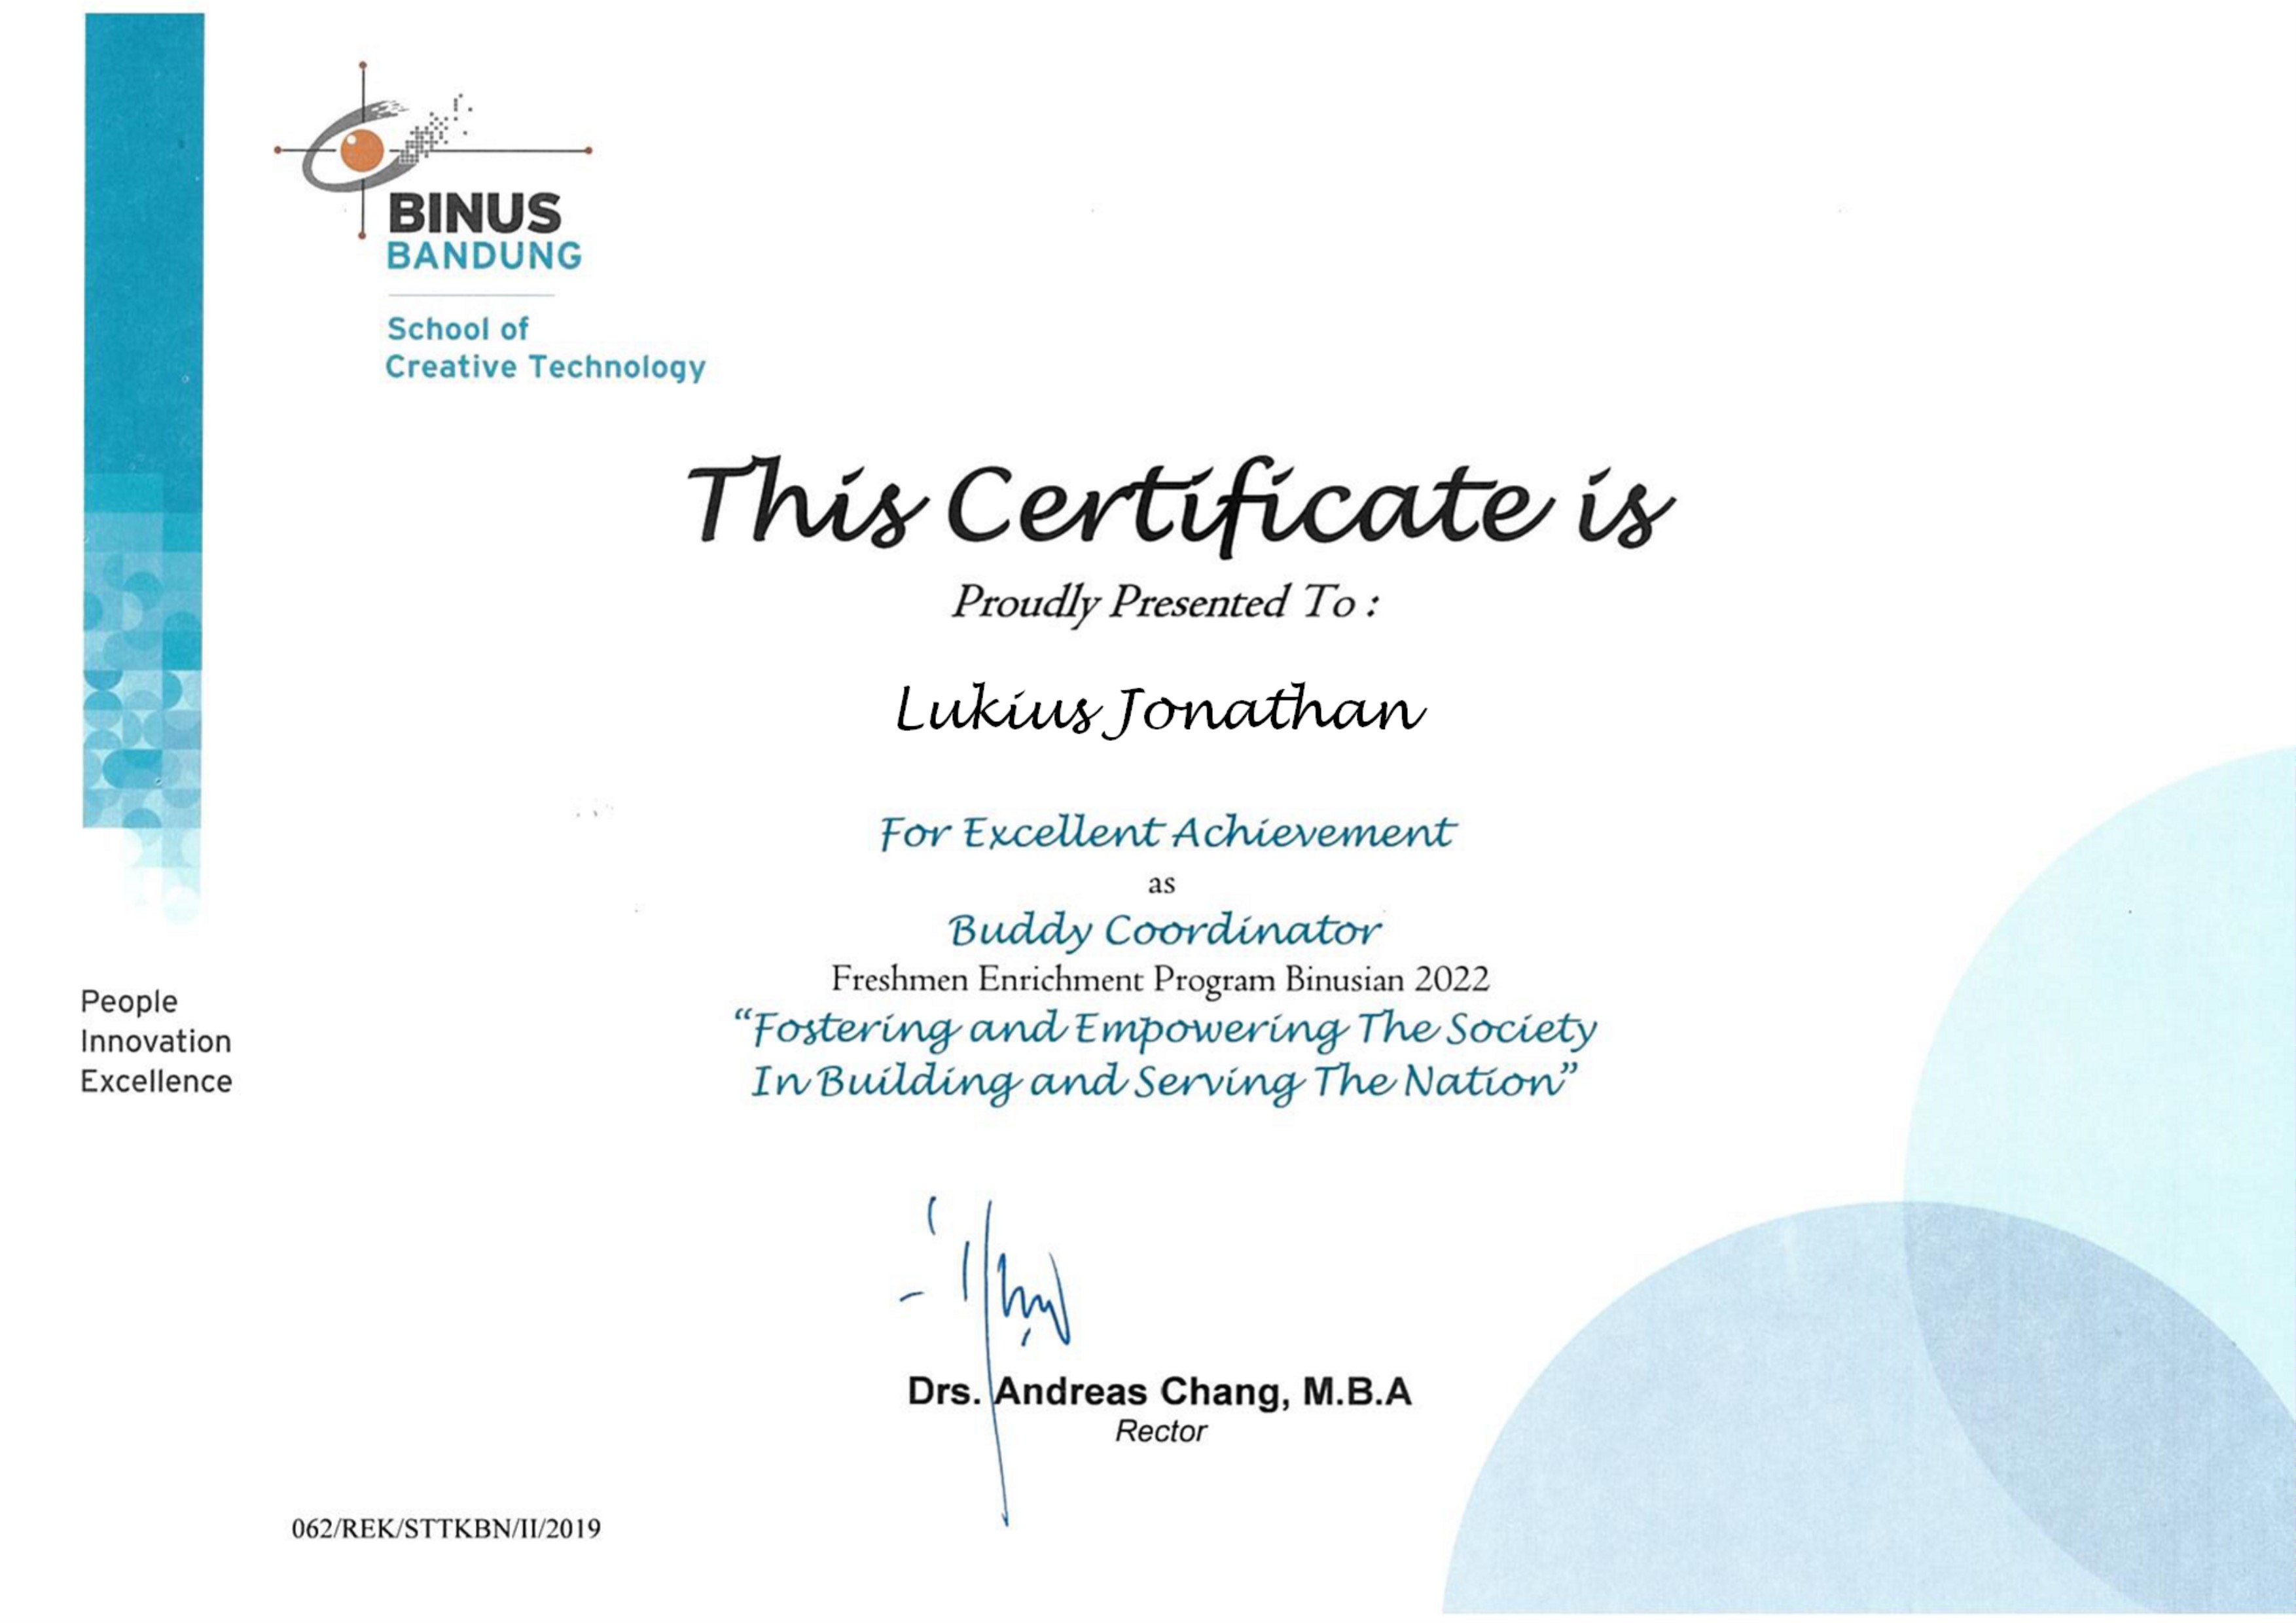 BINUS
BANDUNG
School of
Creative Technology
This Certificate is
Proudly Presented To :
Lukius Jonathan
For Excellent Achievement
as
Buddy Coordinator
Freshmen Enrichment Program Binusian 2022
“Fostering and Empowering The Society
In Building and Serving The Nation”
People
Innovation
Excellence
Drs. Andreas Chang, M.B.A
Rector
062/REK/STTKBN/II/2019